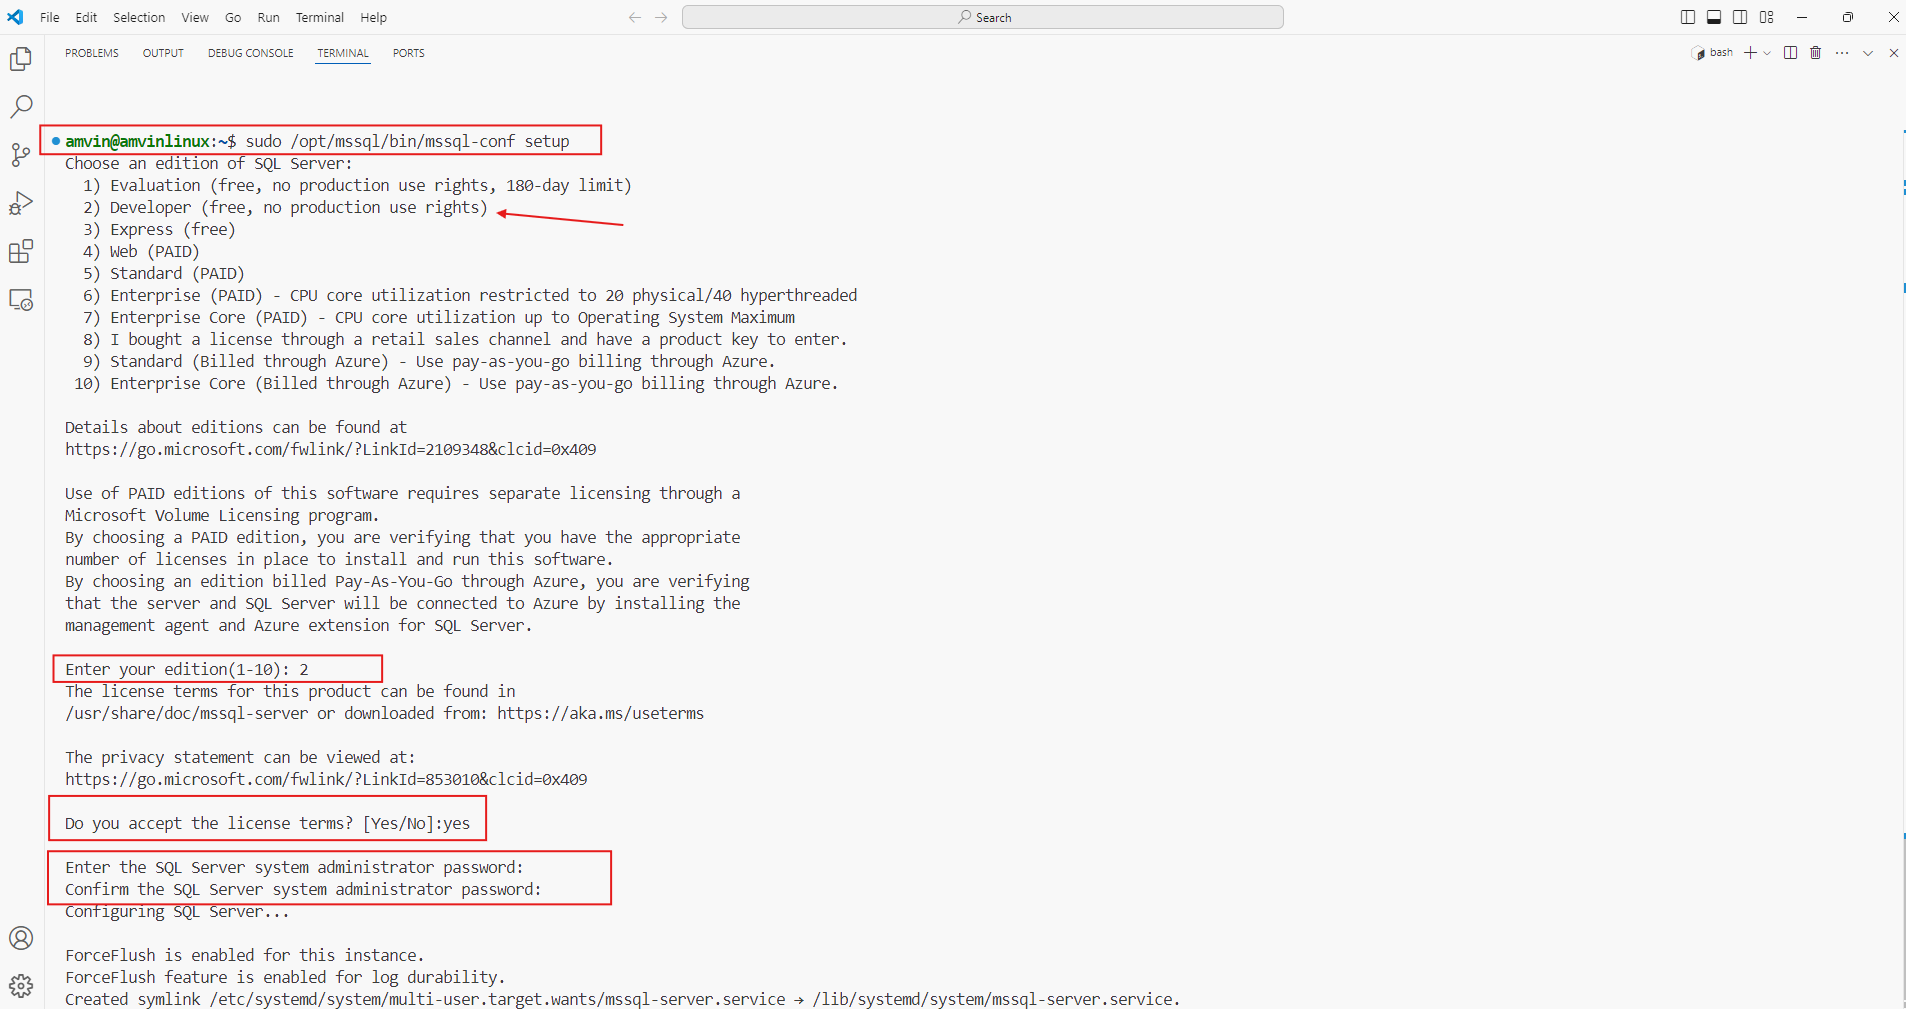 File Edit Selection View Go Run Terminal Help
Search
PROBLEMS OUTPUT DEBUG CONSOLE TERMINAL PORTS
bash
amvin@amvinlinux:~$ sudo /opt/mssql/bin/mssql-conf setup
Choose an edition of SQL Server:
1) Evaluation (free, no production use rights, 180-day limit)
2) Developer (free, no production use rights)
3) Express (free)
4) Web (PAID)
5) Standard (PAID)
6) Enterprise (PAID) - CPU core utilization restricted to 20 physical/40 hyperthreaded
7) Enterprise Core (PAID) - CPU core utilization up to Operating System Maximum
8) I bought a license through a retail sales channel and have a product key to enter.
9) Standard (Billed through Azure) - Use pay-as-you-go billing through Azure.
10) Enterprise Core (Billed through Azure) - Use pay-as-you-go billing through Azure.
Details about editions can be found at
https://go.microsoft.com/fwlink/?LinkId=2109348&clcid=0x409
Use of PAID editions of this software requires separate licensing through a
Microsoft Volume Licensing program.
By choosing a PAID edition, you are verifying that you have the appropriate
number of licenses in place to install and run this software.
By choosing an edition billed Pay-As-You-Go through Azure, you are verifying
that the server and SQL Server will be connected to Azure by installing the
management agent and Azure extension for SQL Server.
Enter your edition(1-10): 2
The license terms for this product can be found in
/usr/share/doc/mssql-server or downloaded from: https://aka.ms/useterms
The privacy statement can be viewed at:
https://go.microsoft.com/fwlink/?LinkId=853010&clcid=0x409
Do you accept the license terms? [Yes/No]:yes
Enter the SQL Server system administrator password:
Confirm the SQL Server system administrator password:
Configuring SQL Server...
ForceFlush is enabled for this instance.
ForceFlush feature is enabled for log durability.
Created symlink /etc/systemd/system/multi-user.target.wants/mssql-server.service → /lib/systemd/system/mssql-server.service.